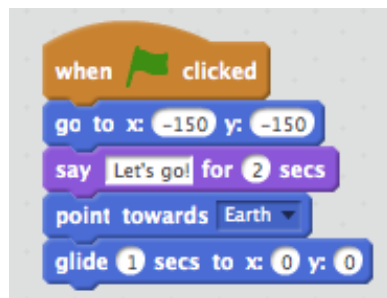 when clicked
go to x: -150 y: -150
say Let's go! for 2 secs
point towards Earth
glide 1 secs to x: 0 y: 0